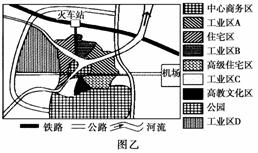 火车站
机场
中心商务区
工业区A
住宅区
工业区B
高级住宅区
工业区C
高教文化区
公园
工业区D
铁路 公路 河流
图乙